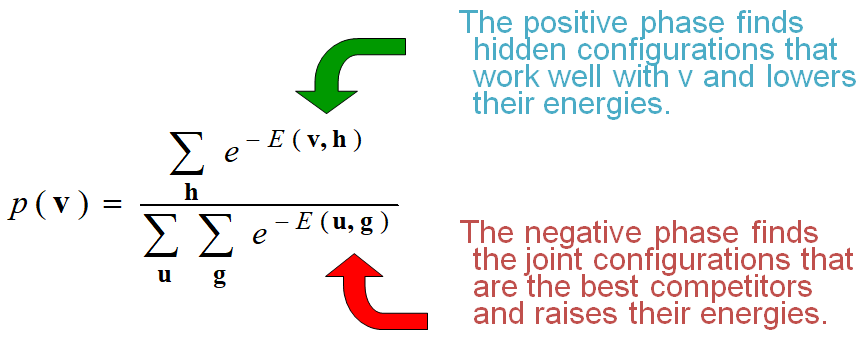 The positive phase finds
hidden configurations that
work well with v and lowers
their energies.
∑ e^{− E ( v, h )}
h
p ( v ) =
∑ ∑ e^{− E ( u, g )}
u g
The negative phase finds
the joint configurations that
are the best competitors
and raises their energies.